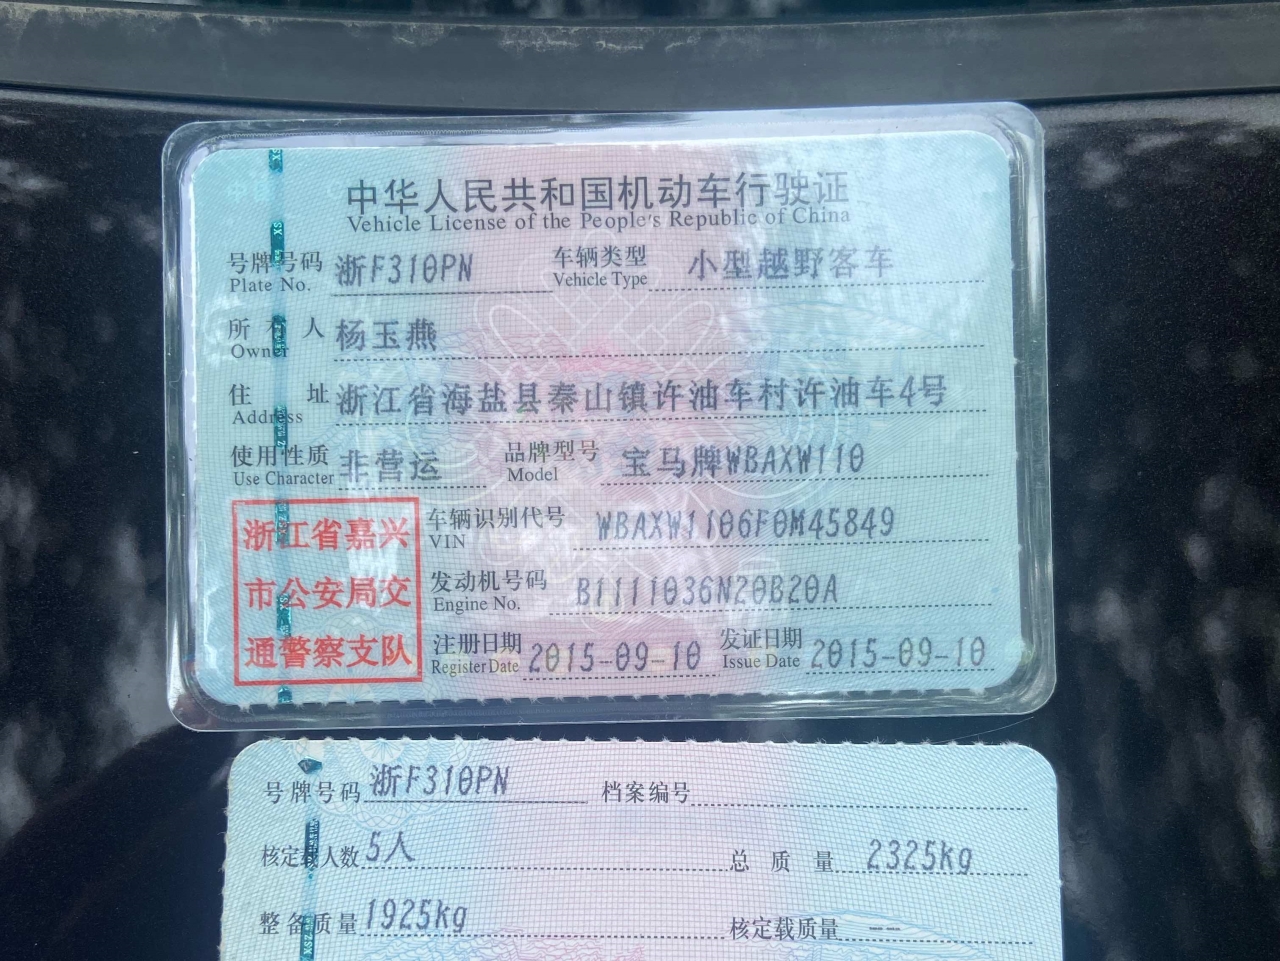 中华人民共和国机动车行驶证
Vehicle License of the People's Republic of China
号牌号码 浙F310PN 车辆类型 小型越野客车
Plate No. Vehicle Type
所有人 杨玉燕
Owner
住址 浙江省海盐县秦山镇许油车村许油车4号
Address
使用性质 非营运 品牌型号 宝马牌WBAXW110
Use Character Model
浙江省嘉兴
市公安局交
通警察支队
车辆识别代号 WBAXW1106F0M45849
VIN
发动机号码 B1111036N20B20A
Engine No.
注册日期 2015-09-10 发证日期 2015-09-10
Register Date Issue Date
号牌号码 浙F310PN 档案编号
核定载人数 5人 总质量 2325kg
整备质量 1925kg 核定载质量 --